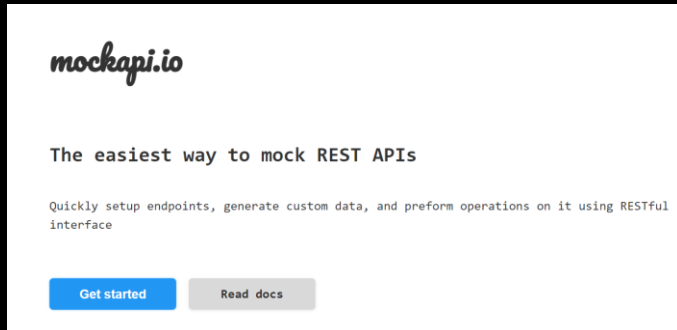 mockapi.io
The easiest way to mock REST APIs
Quickly setup endpoints, generate custom data, and preform operations on it using RESTful
interface
Get started Read docs